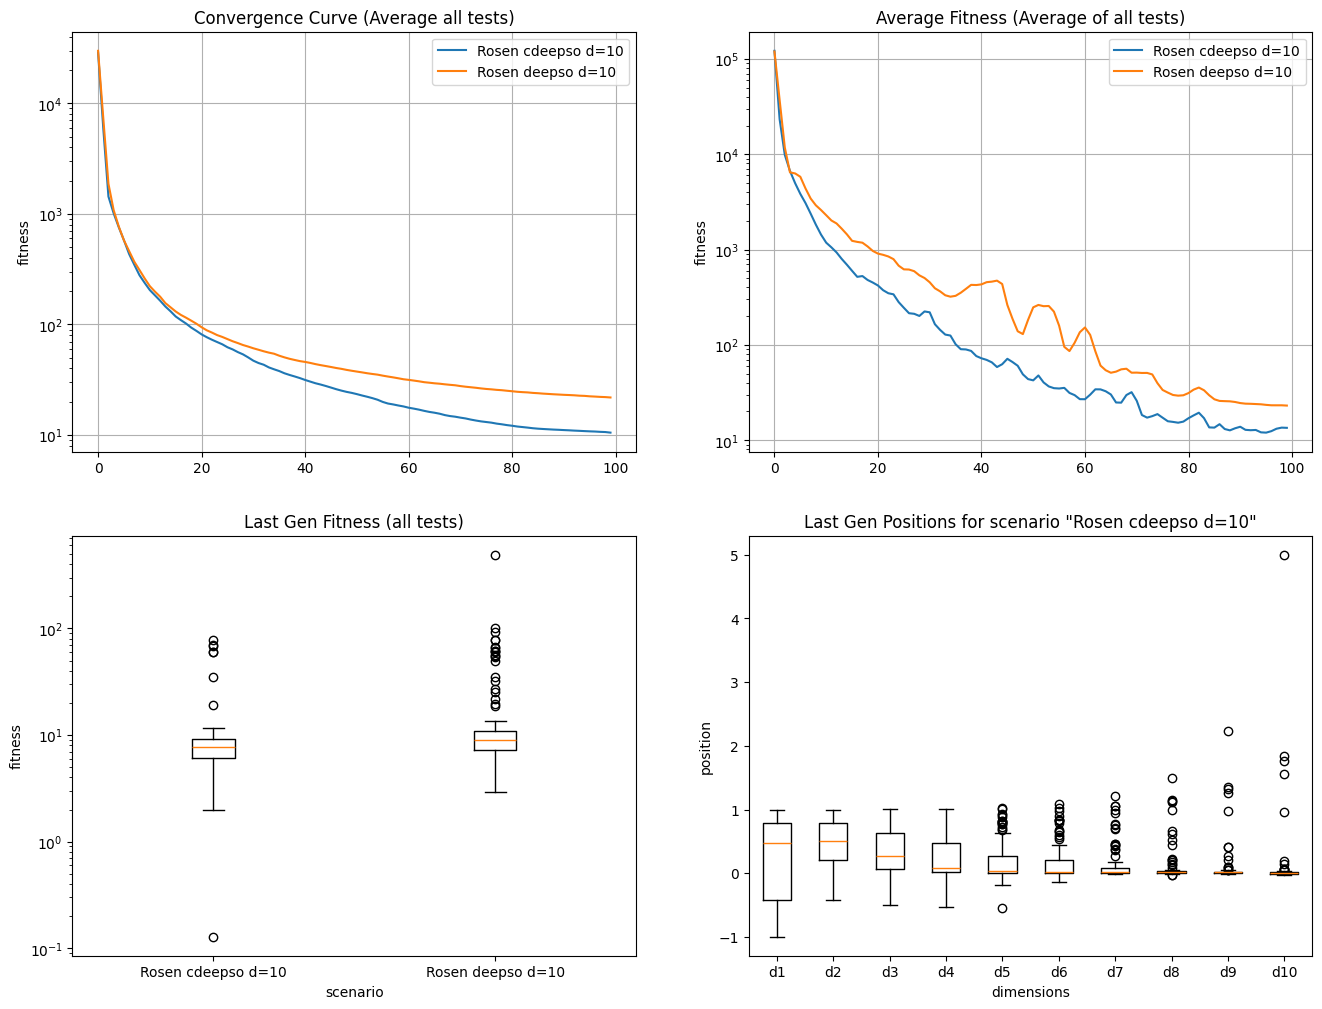 Convergence Curve (Average all tests)
fitness
10^4
10^3
10^2
10^1
0 20 40 60 80 100
Rosen cdeepso d=10
Rosen deepso d=10
Average Fitness (Average of all tests)
fitness
10^5
10^4
10^3
10^2
10^1
0 20 40 60 80 100
Rosen cdeepso d=10
Rosen deepso d=10
Last Gen Fitness (all tests)
fitness
10^2
10^1
10^0
10^−1
Rosen cdeepso d=10 Rosen deepso d=10
scenario
Last Gen Positions for scenario "Rosen cdeepso d=10"
position
5
4
3
2
1
0
−1
d1 d2 d3 d4 d5 d6 d7 d8 d9 d10
dimensions